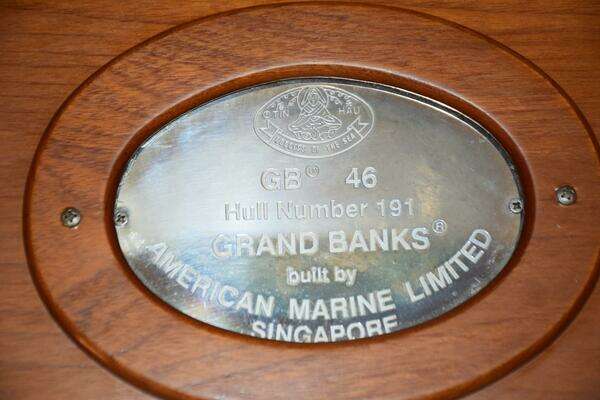 TIN HAU
GODDESS OF THE SEA
GB® 46
Hull Number 191
GRAND BANKS®
built by
AMERICAN MARINE LIMITED
SINGAPORE